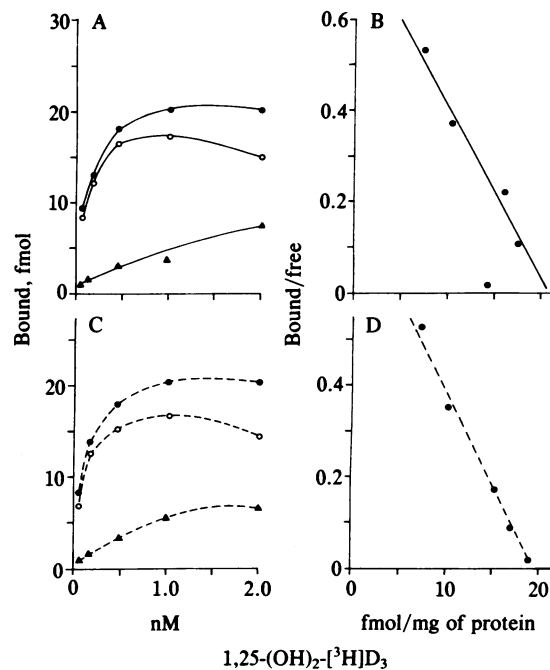 A
B
30
20
10
0
0.6
0.4
0.2
0
Bound, fmol
Bound/free
C
D
20
10
0
0.4
0.2
0
0
1.0
2.0
0
10
20
nM
fmol/mg of protein
1,25-(OH)₂-[³H]D₃